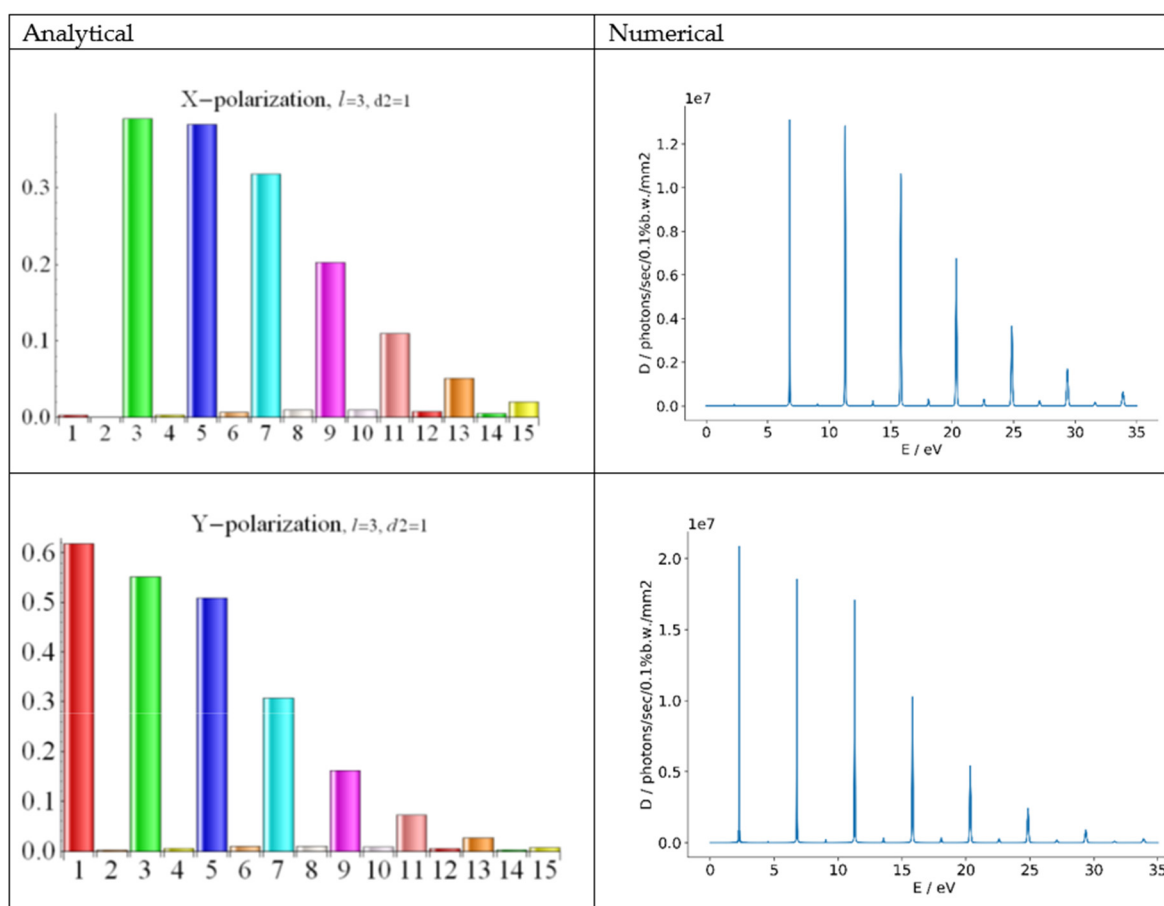 Analytical
Numerical
X−polarization, l=3, d2=1
0.3
0.2
0.1
0.0
1 2 3 4 5 6 7 8 9 10 11 12 13 14 15
1e7
1.2
1.0
0.8
0.6
0.4
0.2
0.0
D / photons/sec/0.1%b.w./mm2
0 5 10 15 20 25 30 35
E / eV
Y−polarization, l=3, d2=1
0.6
0.5
0.4
0.3
0.2
0.1
0.0
1 2 3 4 5 6 7 8 9 10 11 12 13 14 15
1e7
2.0
1.5
1.0
0.5
0.0
D / photons/sec/0.1%b.w./mm2
0 5 10 15 20 25 30 35
E / eV